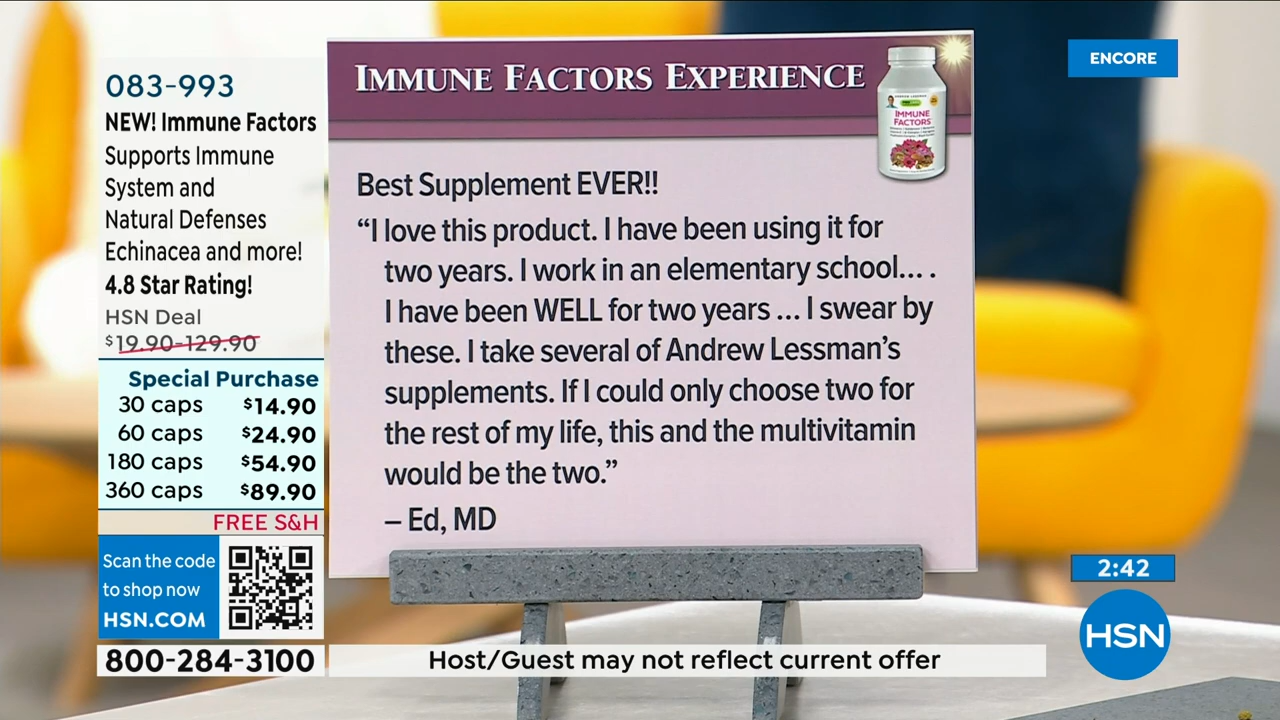 083-993
NEW! Immune Factors
Supports Immune
System and
Natural Defenses
Echinacea and more!
4.8 Star Rating!
HSN Deal
$19.90-129.90
Special Purchase
30 caps $14.90
60 caps $24.90
180 caps $54.90
360 caps $89.90
FREE S&H
Scan the code
to shop now
HSN.COM
800-284-3100
IMMUNE FACTORS EXPERIENCE
IMMUNE
FACTORS
Best Supplement EVER!!
“I love this product. I have been using it for
two years. I work in an elementary school... .
I have been WELL for two years ... I swear by
these. I take several of Andrew Lessman’s
supplements. If I could only choose two for
the rest of my life, this and the multivitamin
would be the two.”
– Ed, MD
ENCORE
2:42
HSN
Host/Guest may not reflect current offer